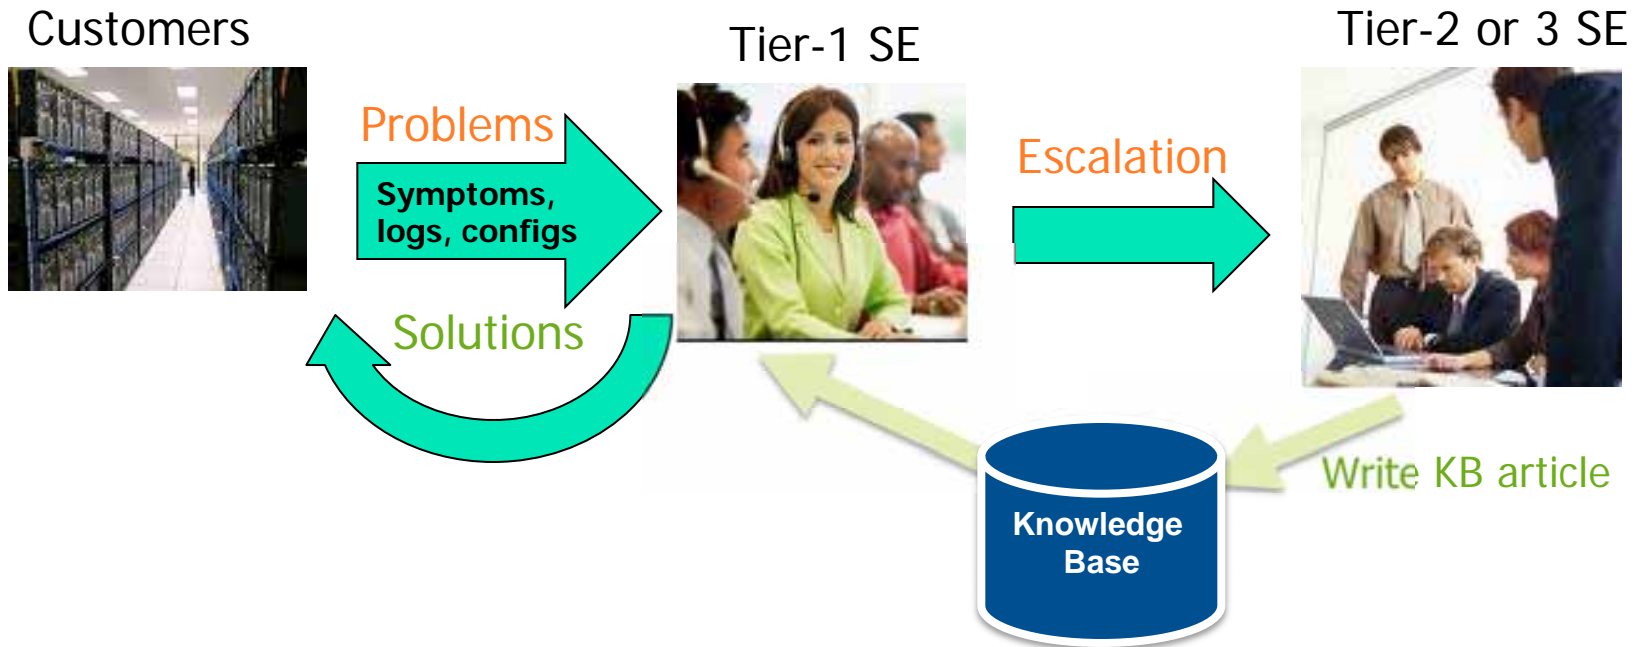 Customers
Tier-1 SE
Tier-2 or 3 SE
Problems
Symptoms,
logs, configs
Escalation
Solutions
Write KB article
Knowledge
Base